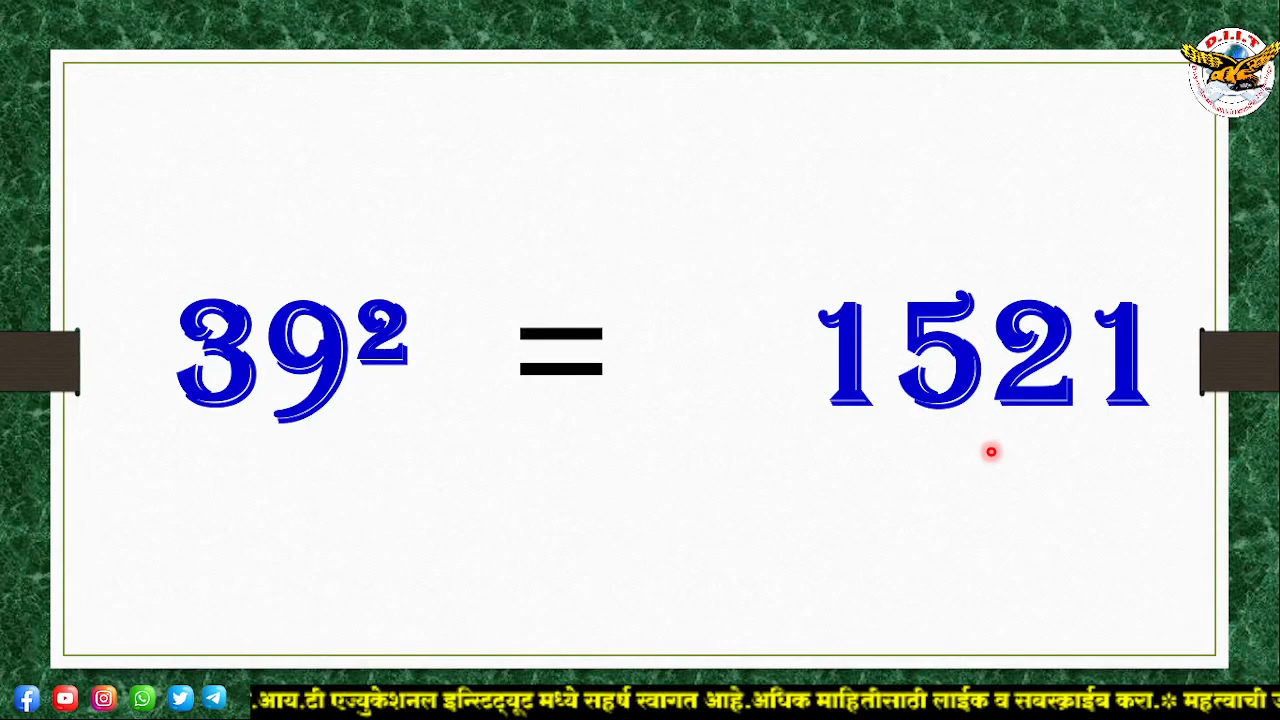 D.I.I.T
39² = 1521
.आय.टी एज्युकेशनल इन्स्टिट्यूट मध्ये सहर्ष स्वागत आहे.अधिक माहितीसाठी लाईक व सबस्क्राईब करा.* महत्वाची